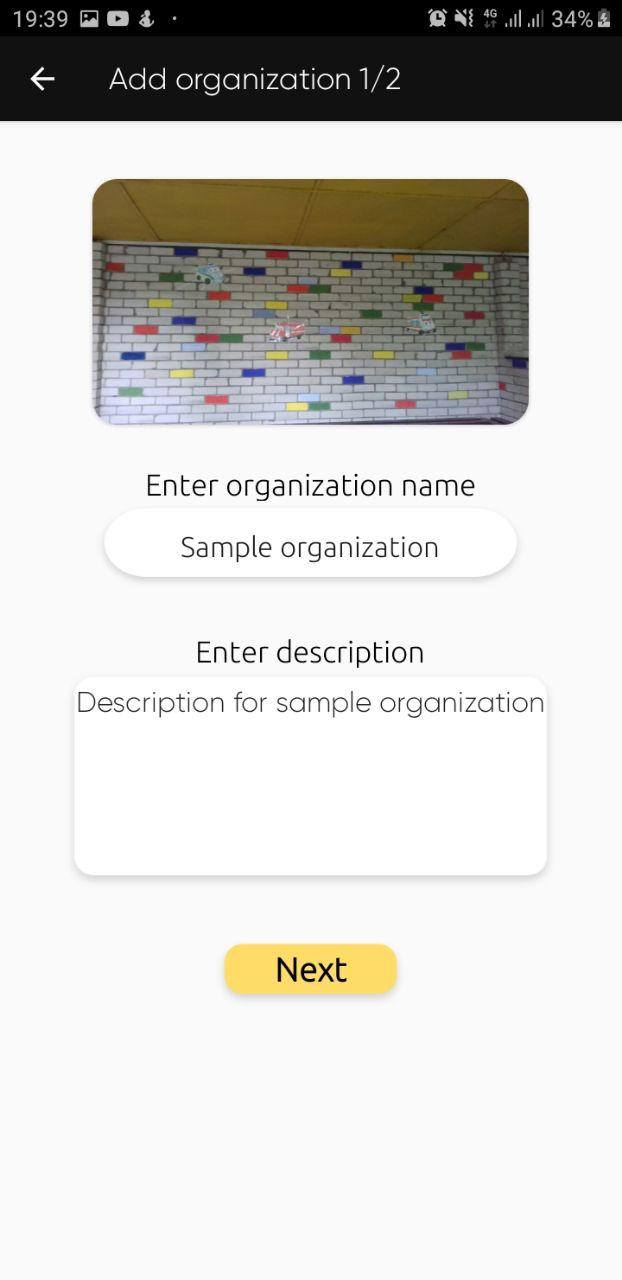 19:39 4G 34%
Add organization 1/2
Enter organization name
Sample organization
Enter description
Description for sample organization
Next